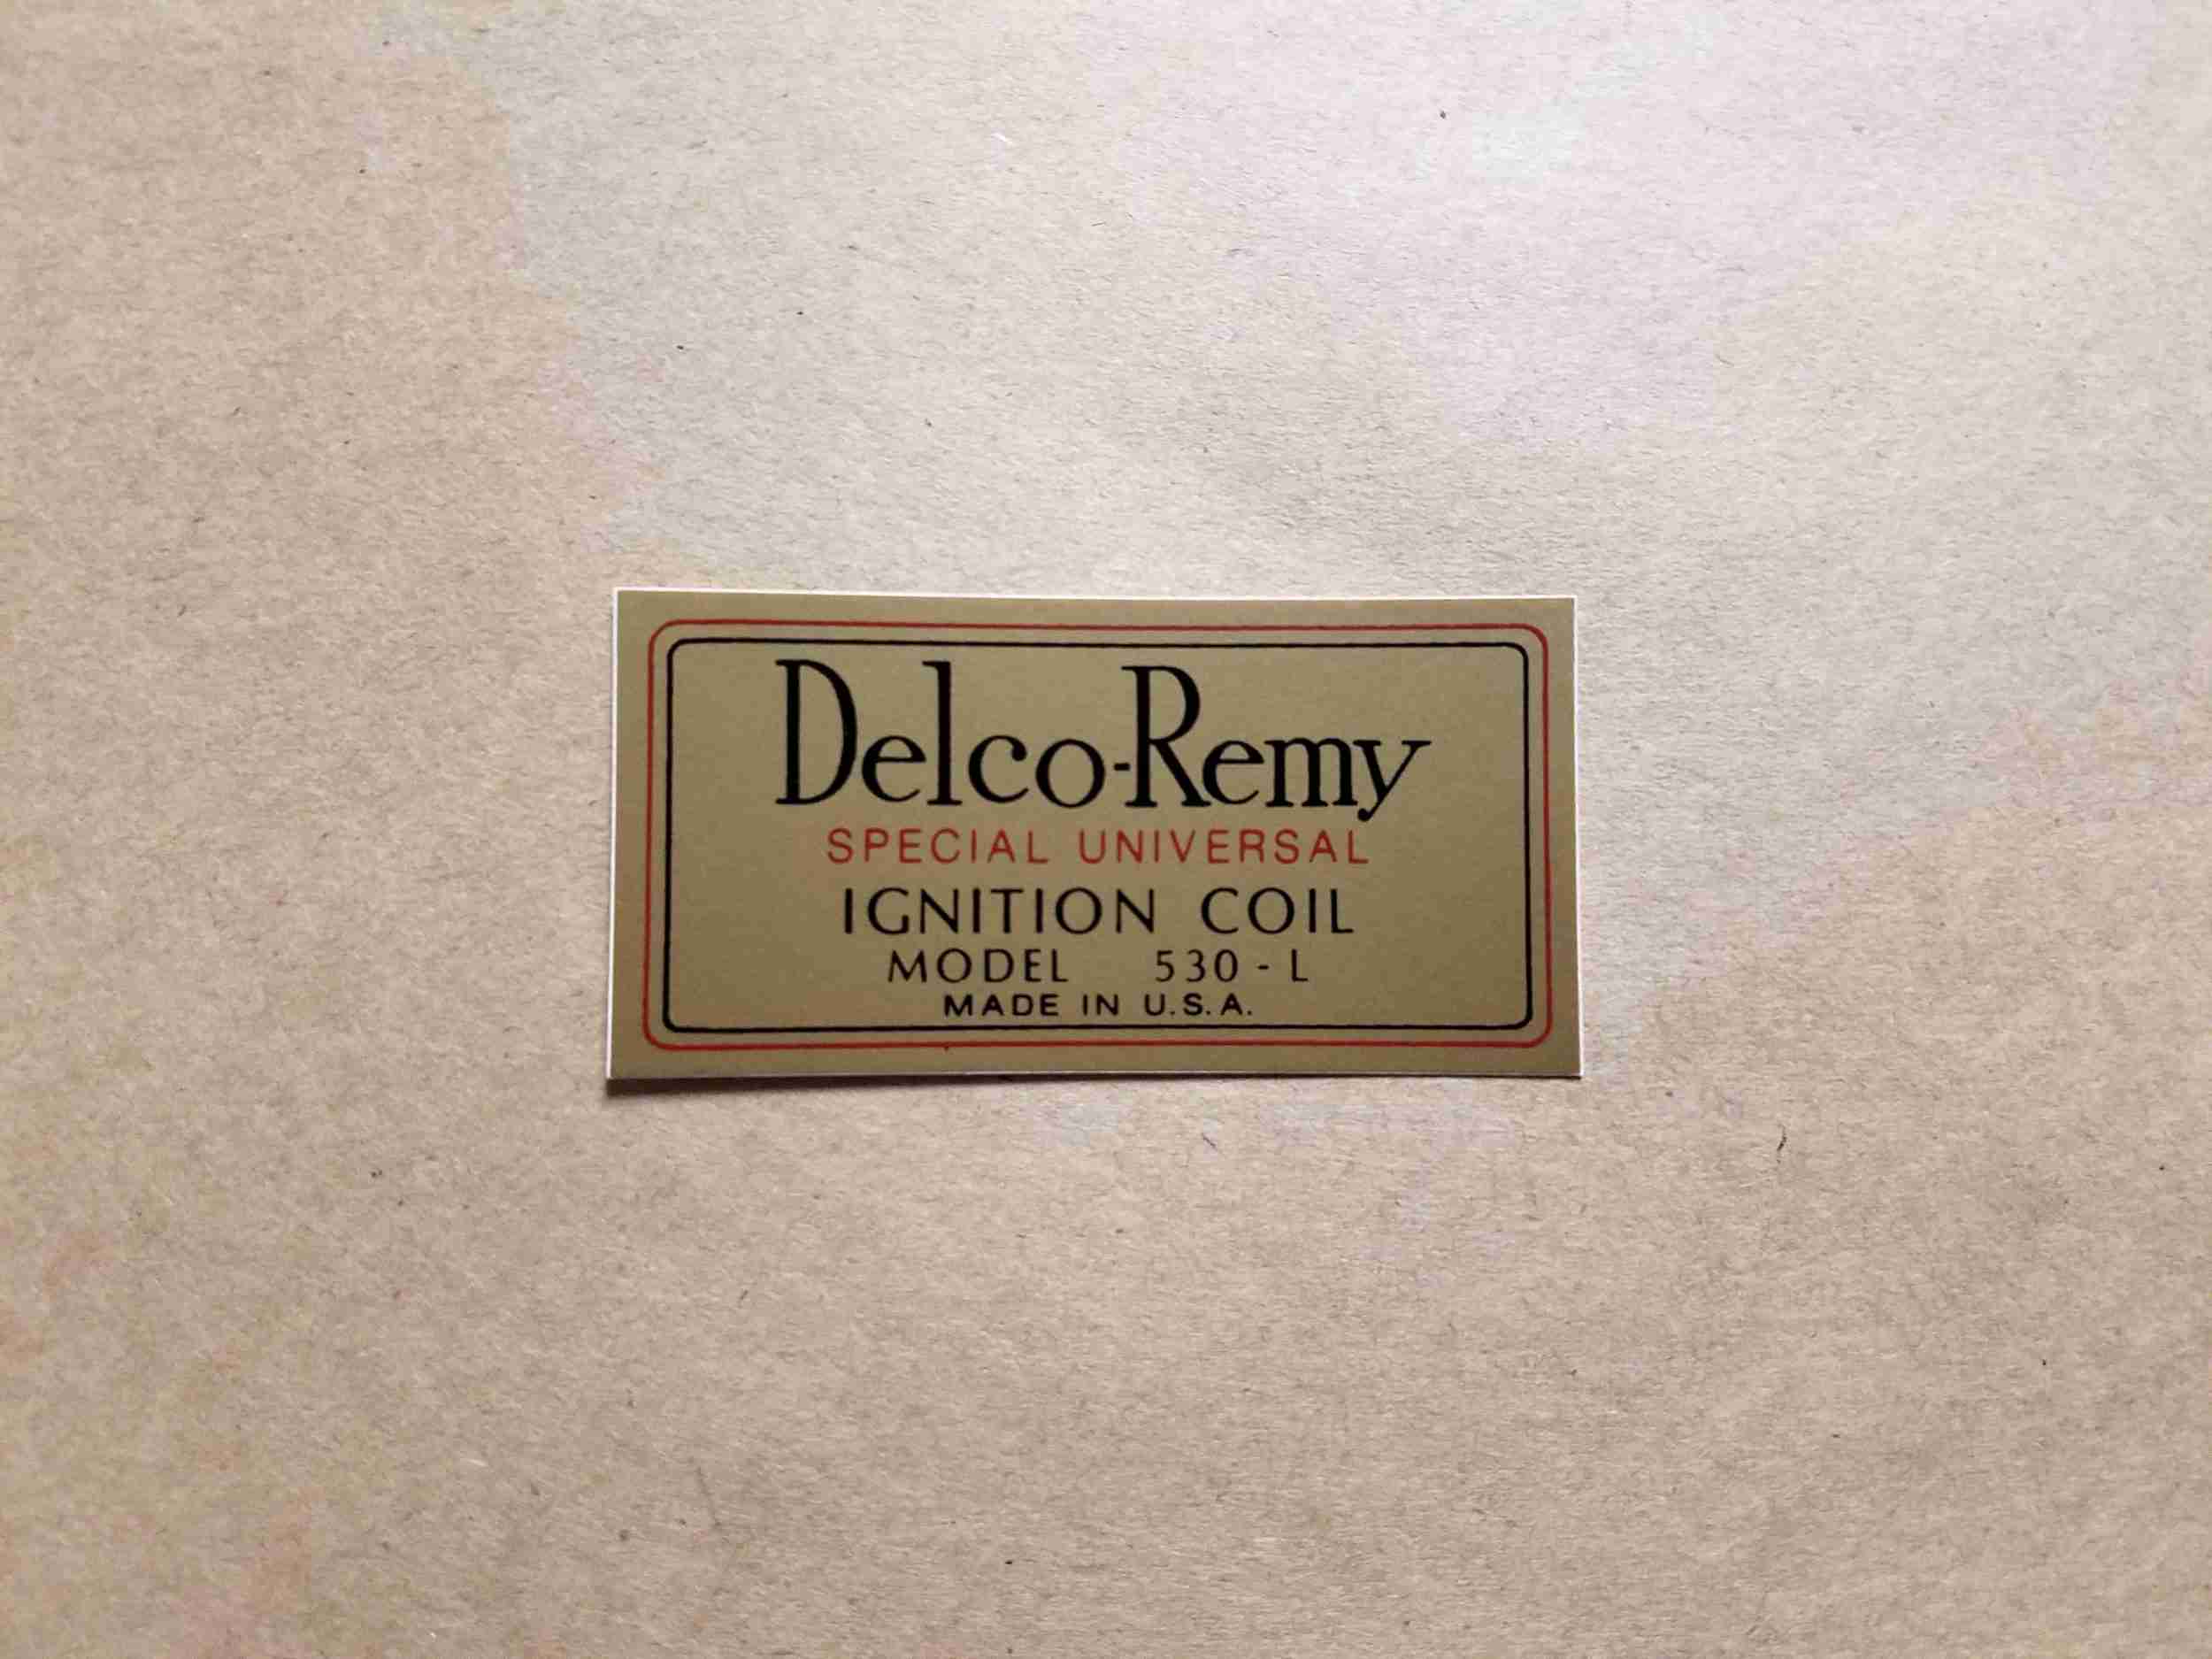 Delco-Remy
SPECIAL UNIVERSAL
IGNITION COIL
MODEL 530 - L
MADE IN U.S.A.